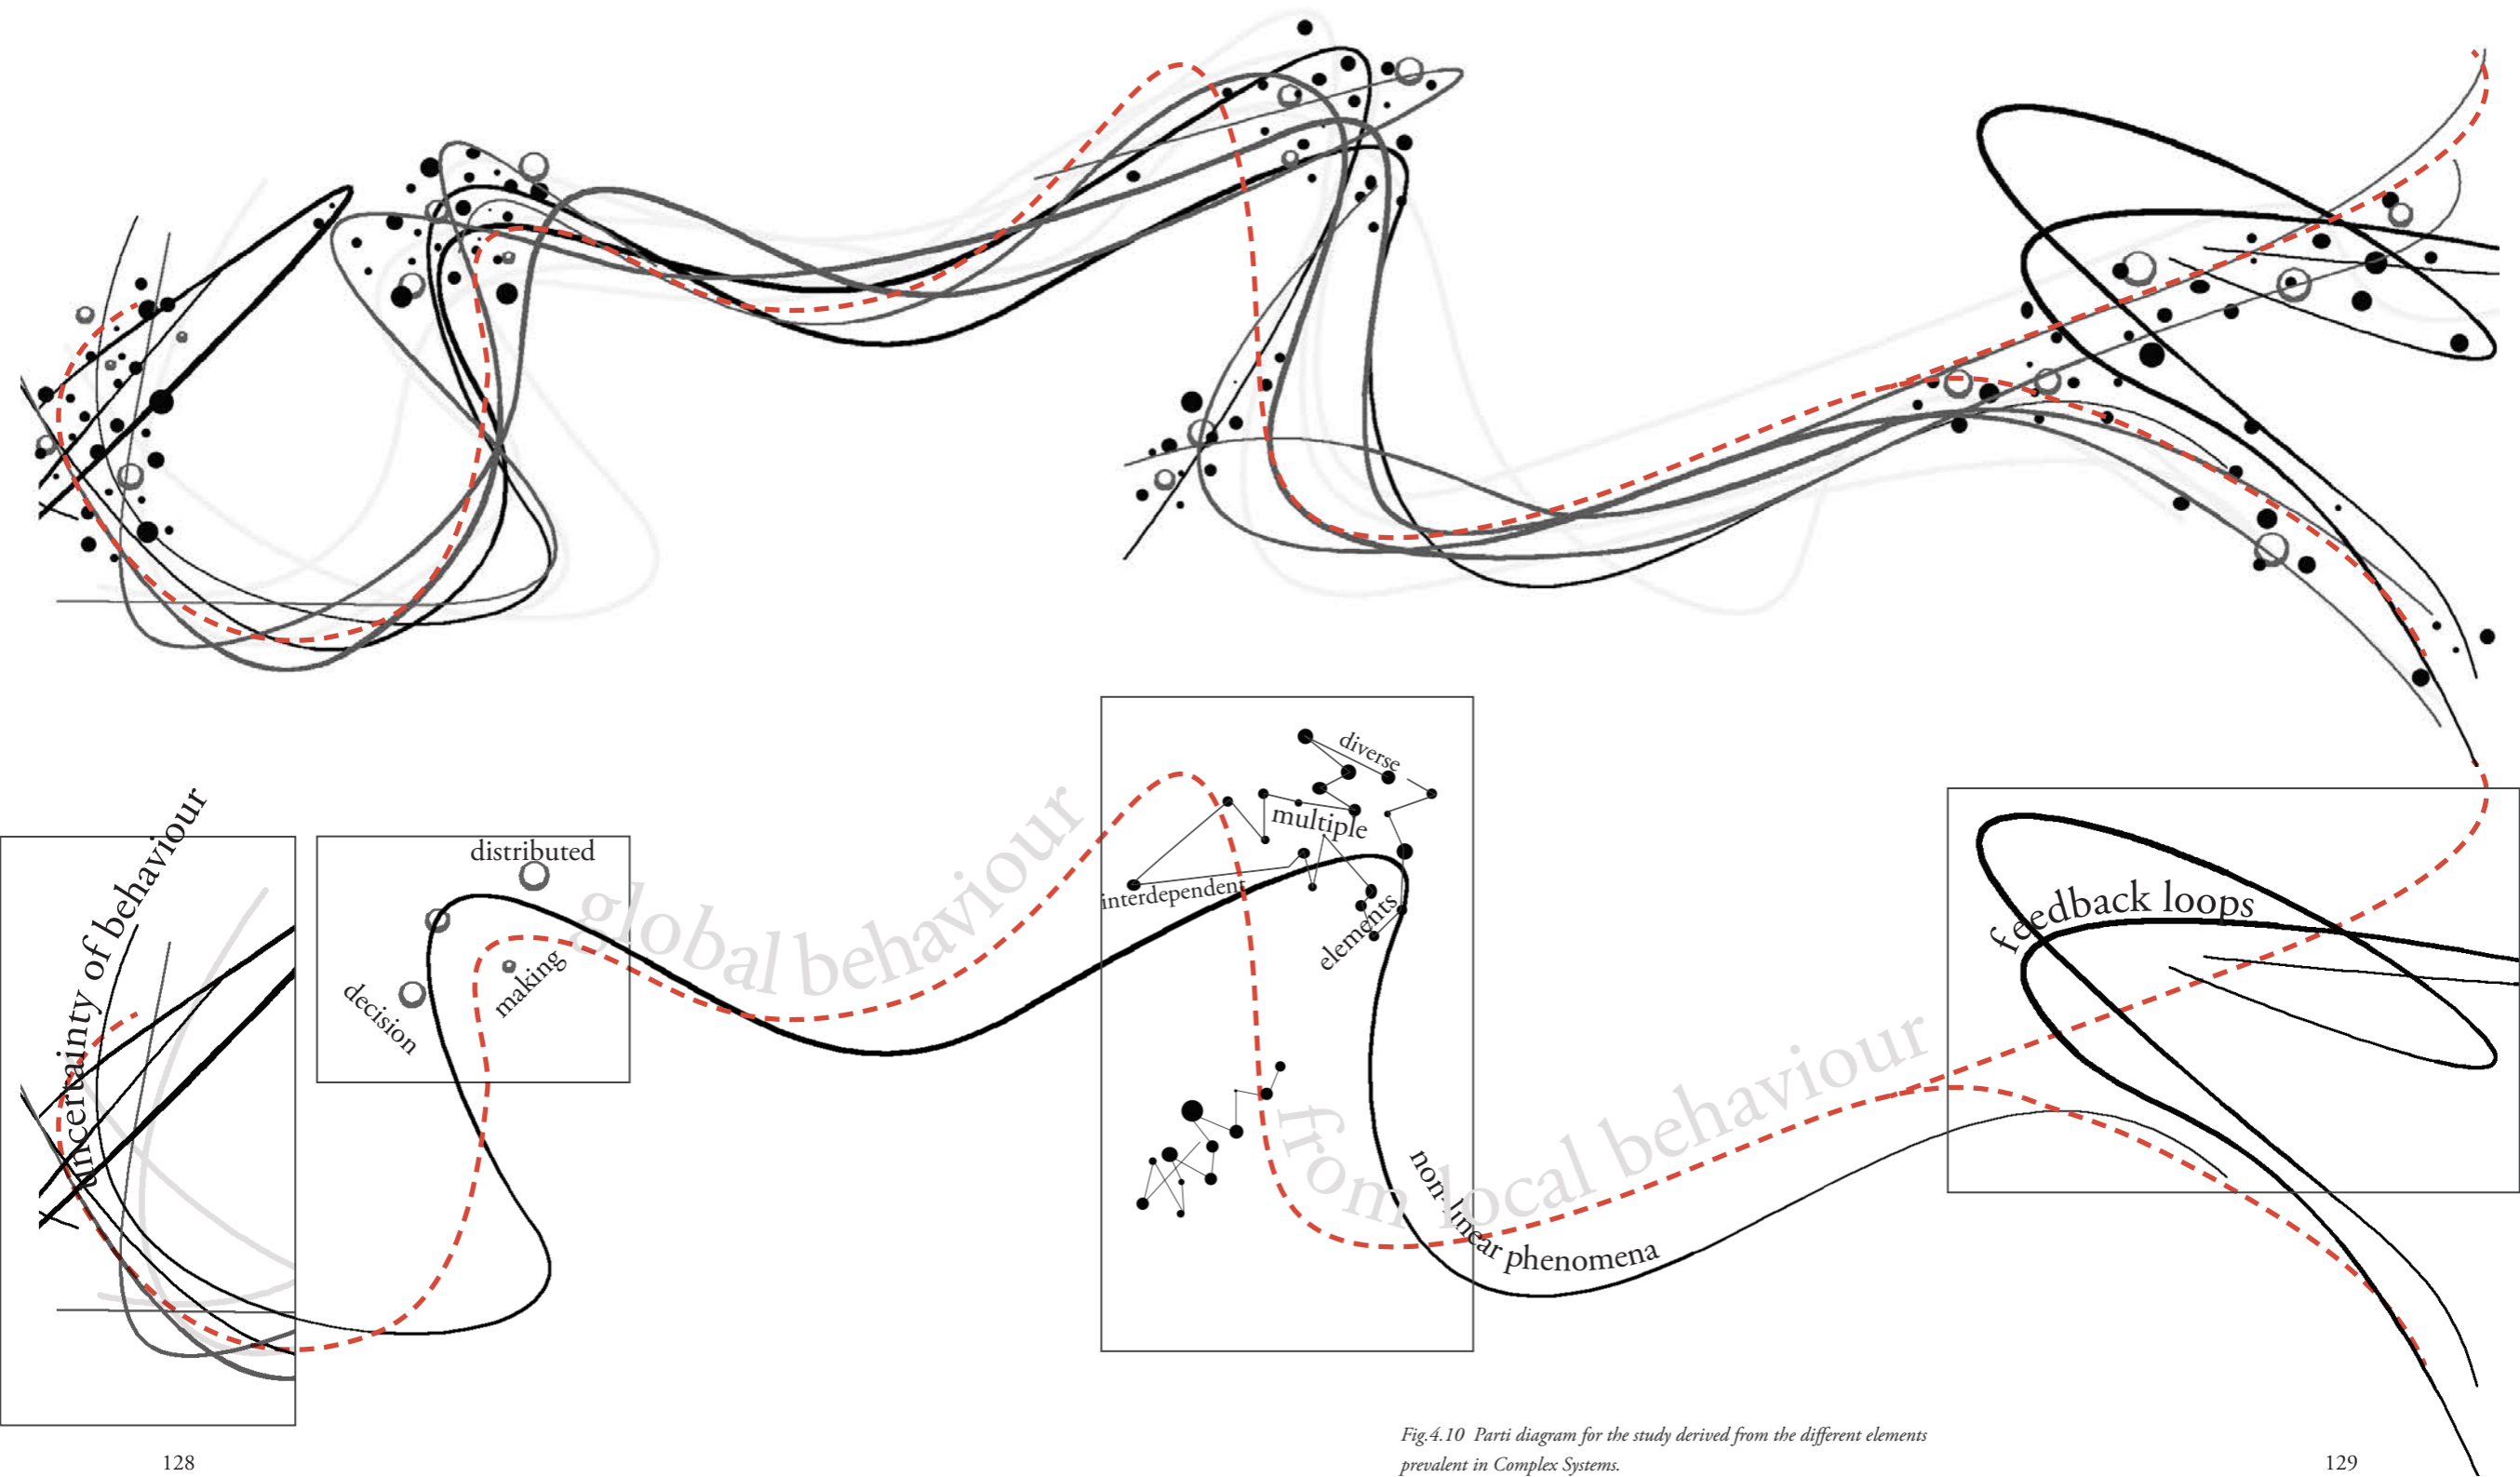 uncertainty of behaviour
distributed
decision
making
global behaviour
diverse
multiple
interdependent
elements
from local behaviour
non-linear phenomena
feedback loops
Fig.4.10 Parti diagram for the study derived from the different elements
prevalent in Complex Systems.
128
129